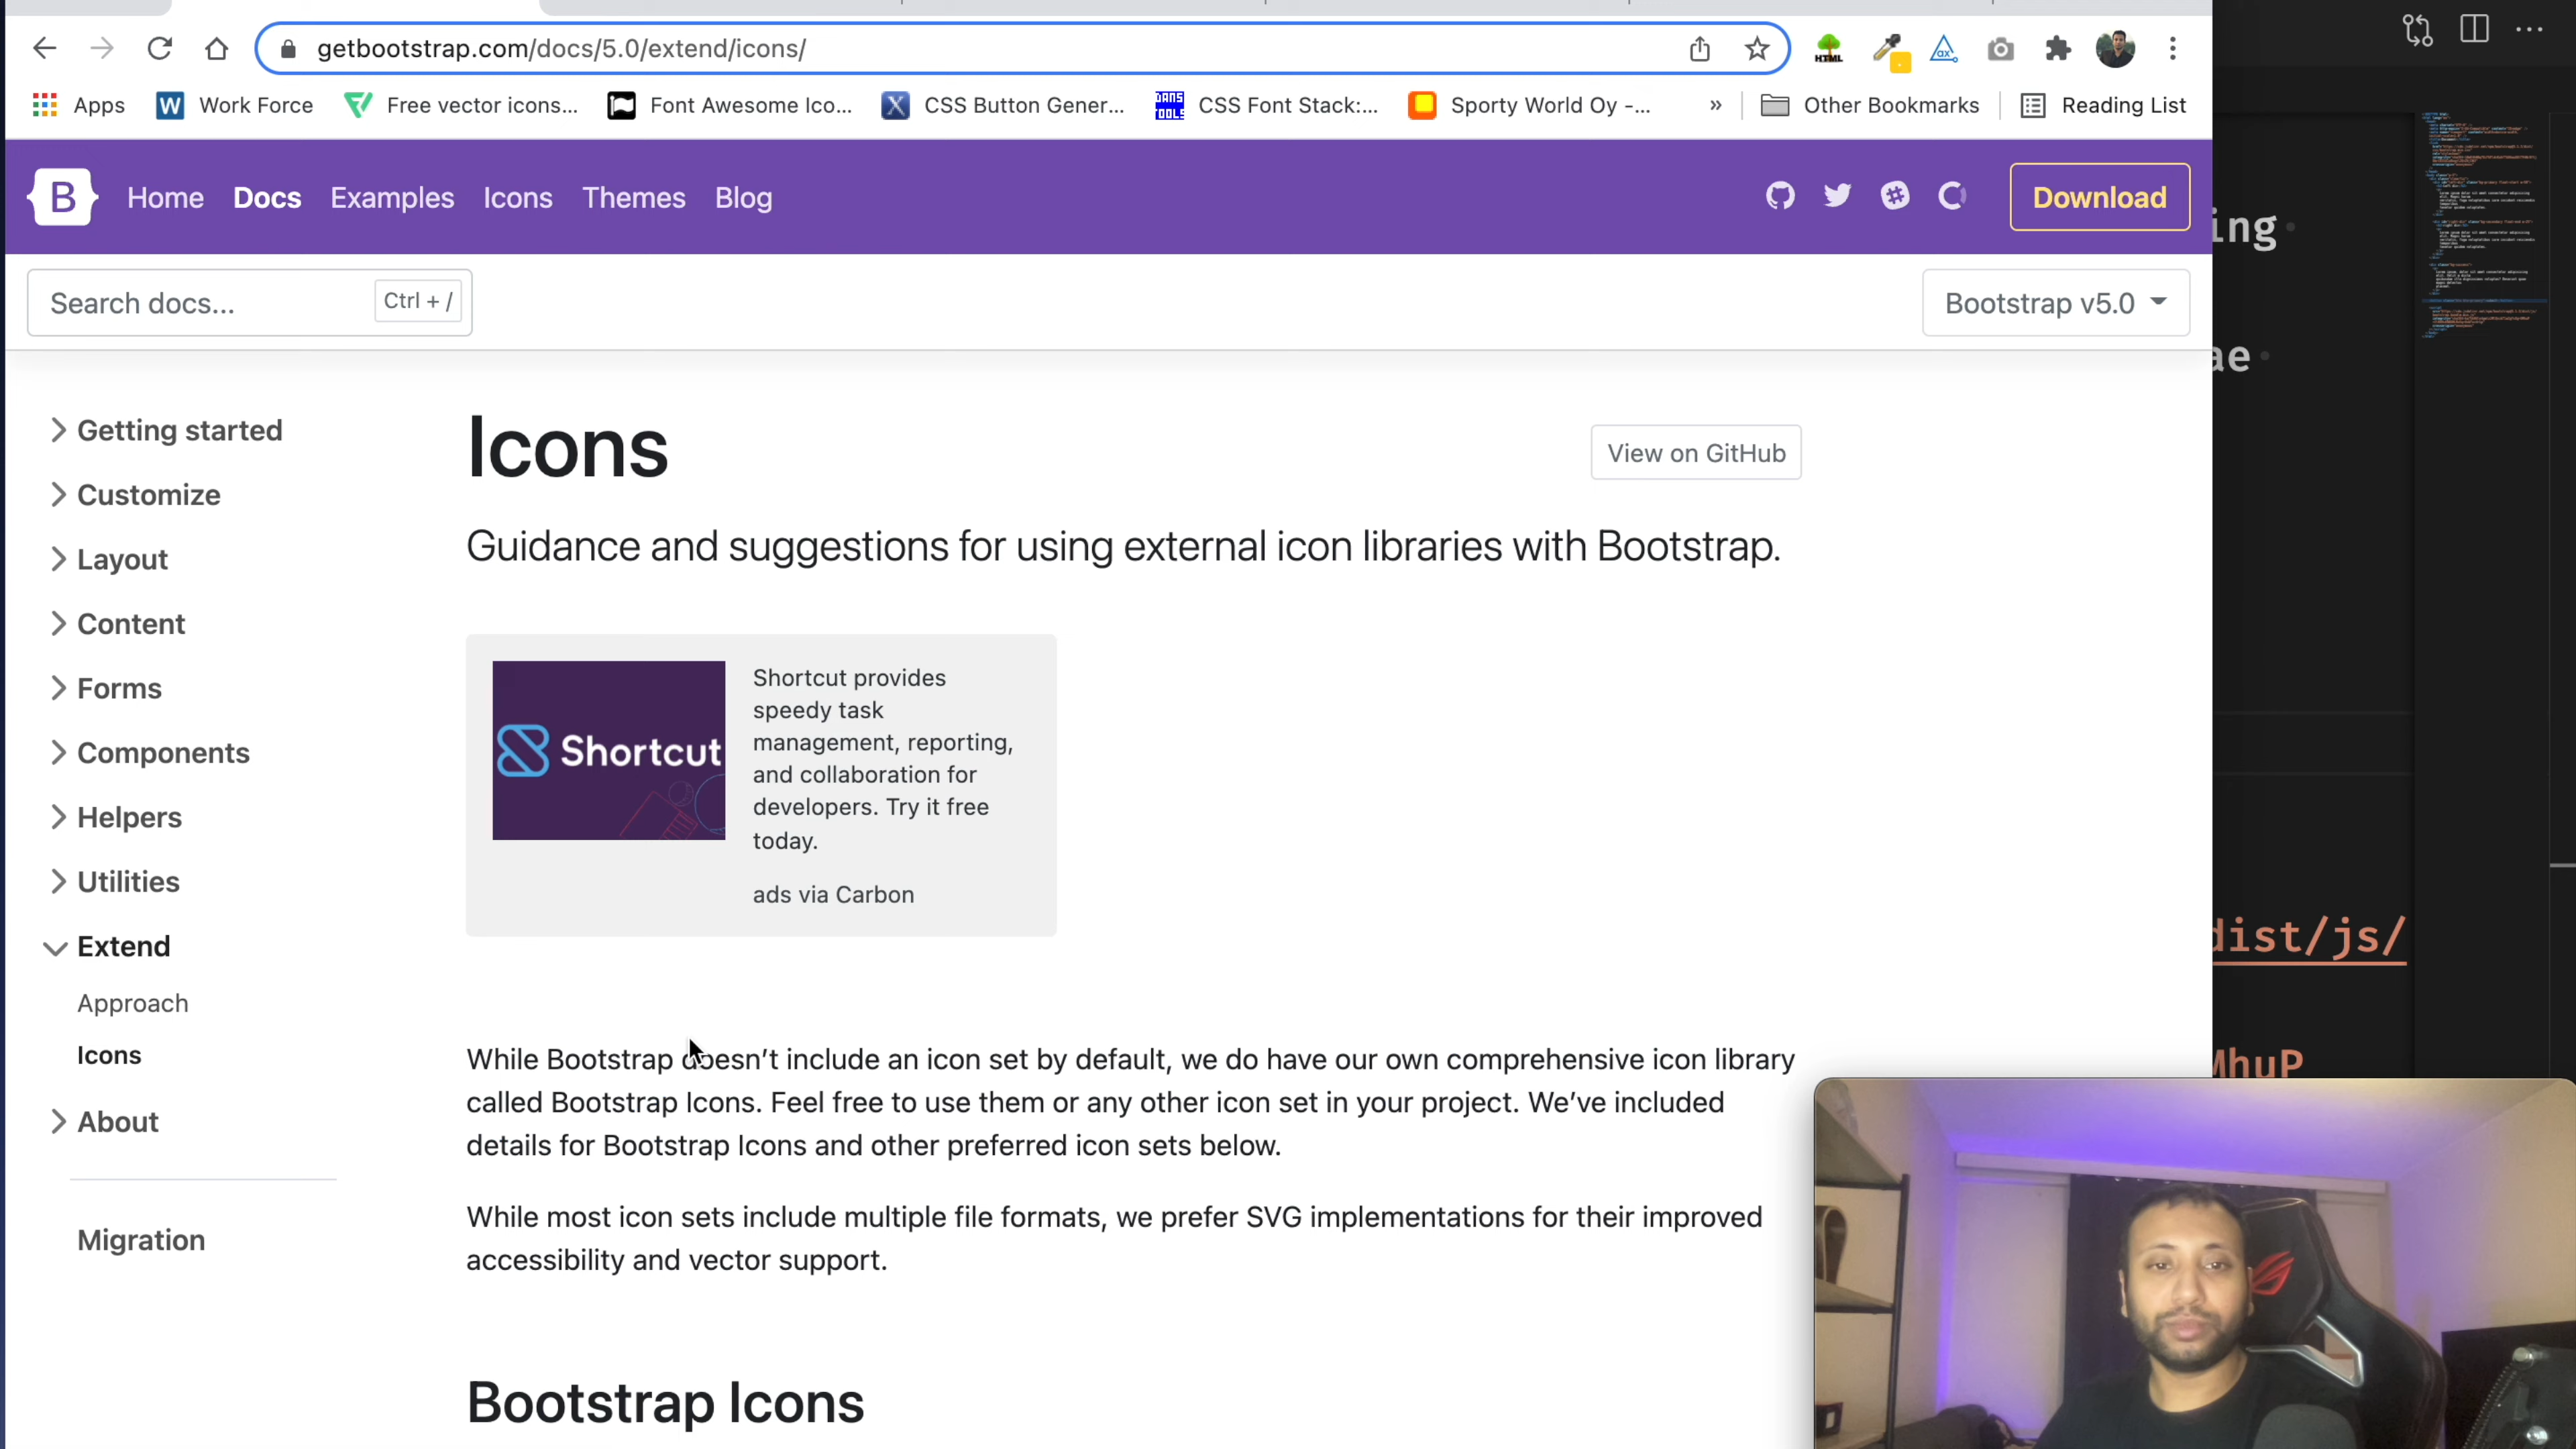 getbootstrap.com/docs/5.0/extend/icons/
HTML
ax
Apps
W Work Force
Free vector icons...
Font Awesome Ico...
X CSS Button Gener...
CSS Font Stack:...
Sporty World Oy -...
»
Other Bookmarks
Reading List
B Home Docs Examples Icons Themes Blog
Download
Search docs...
Ctrl + /
Bootstrap v5.0
Getting started
Customize
Layout
Content
Forms
Components
Helpers
Utilities
Extend
Approach
Icons
About
Migration
Icons
View on GitHub
Guidance and suggestions for using external icon libraries with Bootstrap.
Shortcut
Shortcut provides
speedy task
management, reporting,
and collaboration for
developers. Try it free
today.
ads via Carbon
While Bootstrap doesn't include an icon set by default, we do have our own comprehensive icon library
called Bootstrap Icons. Feel free to use them or any other icon set in your project. We've included
details for Bootstrap Icons and other preferred icon sets below.
While most icon sets include multiple file formats, we prefer SVG implementations for their improved
accessibility and vector support.
Bootstrap Icons
ing
ae
dist/js/
MhuP